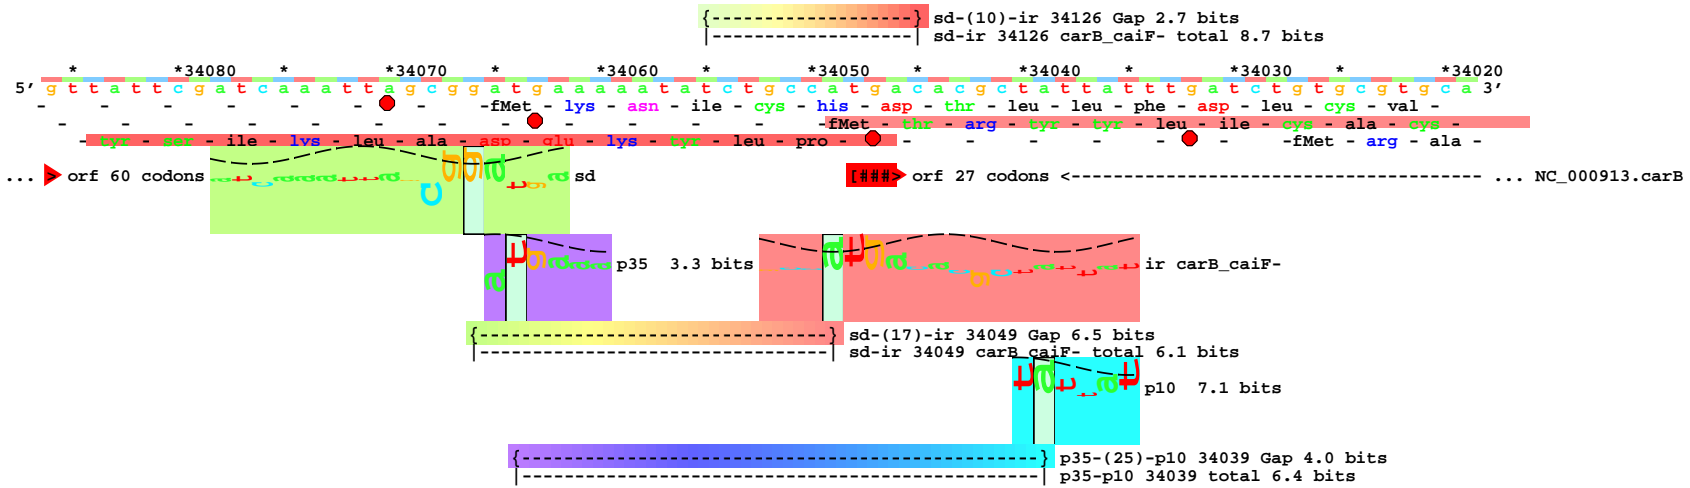 {-------------------} sd-(10)-ir 34126 Gap 2.7 bits
|-------------------| sd-ir 34126 carB_caiF- total 8.7 bits
* *34080 * *34070 * *34060 * *34050 * *34040 * *34030 * *34020
5' g t t a t t c g a t c a a a t t a g c g g a t g a a a a a t a t c t g c c a t g a c a c g c t a t t a t t t g a t c t g t g c g t g c a 3'
- - - - - - - -fMet - lys - asn - ile - cys - his - asp - thr - leu - leu - phe - asp - leu - cys - val -
- - - - - - - - - - - - -fMet - thr - arg - tyr - tyr - leu - ile - cys - ala - cys -
- tyr - ser - ile - lys - leu - ala - asp - glu - lys - tyr - leu - pro - - - - - - -fMet - arg - ala -
... > orf 60 codons sd [###> orf 27 codons <---------------------------------- ... NC_000913.carB
p35 3.3 bits ir carB_caiF-
{---------------------------------} sd-(17)-ir 34049 Gap 6.5 bits
|---------------------------------| sd-ir 34049 carB_caiF- total 6.1 bits
p10 7.1 bits
{-------------------------------------------------} p35-(25)-p10 34039 Gap 4.0 bits
|-------------------------------------------------| p35-p10 34039 total 6.4 bits